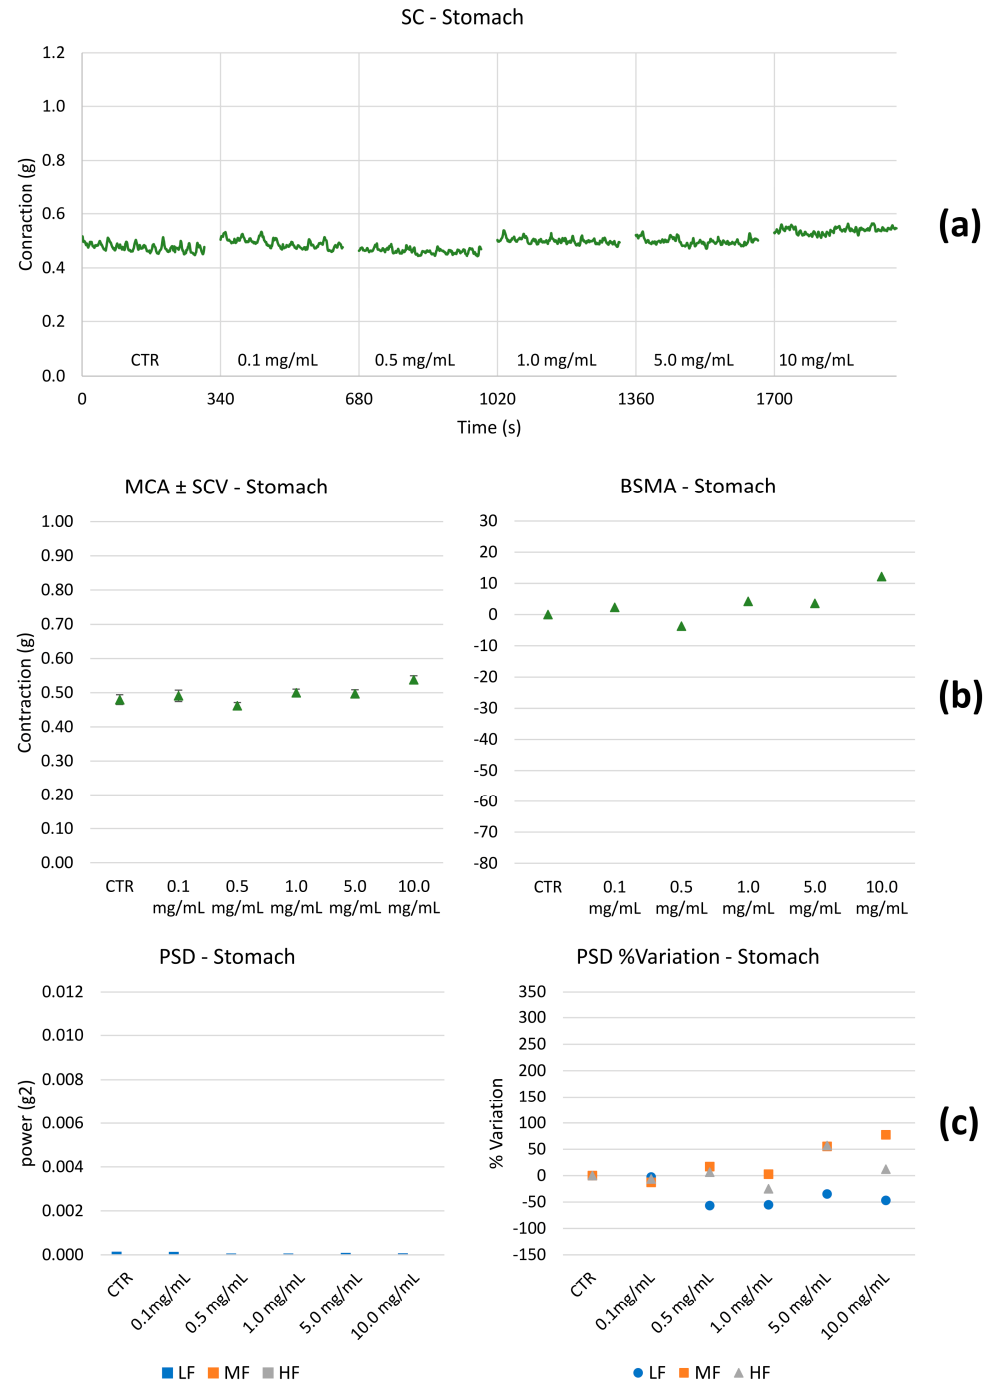 SC - Stomach
1.2
1.0
0.8
0.6
0.4
0.2
0.0
Conraction (g)
CTR 0.1 mg/mL 0.5 mg/mL 1.0 mg/mL 5.0 mg/mL 10 mg/mL
0 340 680 1020 1360 1700
Time (s)
(a)
MCA ± SCV - Stomach
1.00
0.90
0.80
0.70
0.60
0.50
0.40
0.30
0.20
0.10
0.00
Contraction (g)
CTR 0.1 0.5 1.0 5.0 10.0
mg/mL mg/mL mg/mL mg/mL mg/mL
BSMA - Stomach
30
20
10
0
-10
-20
-30
-40
-50
-60
-70
-80
CTR 0.1 0.5 1.0 5.0 10.0
mg/mL mg/mL mg/mL mg/mL mg/mL
(b)
PSD - Stomach
0.012
0.010
0.008
0.006
0.004
0.002
0.000
power (g2)
CTR 0.1mg/mL 0.5 mg/mL 1.0 mg/mL 5.0 mg/mL 10.0 mg/mL
LF MF HF
PSD %Variation - Stomach
350
300
250
200
150
100
50
0
-50
-100
-150
% Variation
CTR 0.1mg/mL 0.5 mg/mL 1.0 mg/mL 5.0 mg/mL 10.0 mg/mL
LF MF HF
(c)